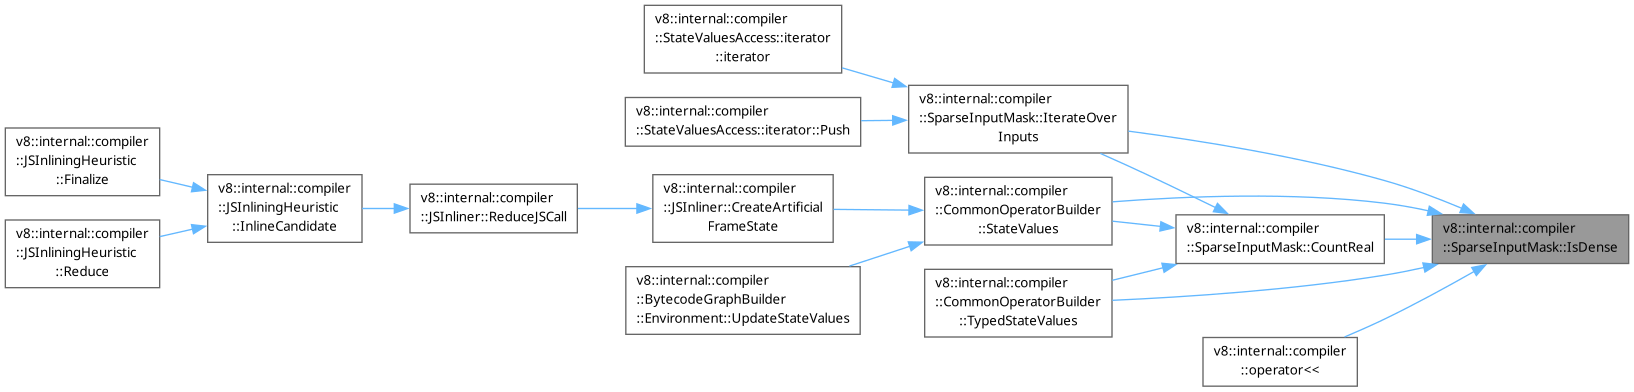 v8::internal::compiler
::StateValuesAccess::iterator
::iterator
v8::internal::compiler
::StateValuesAccess::iterator::Push
v8::internal::compiler
::SparseInputMask::IterateOver
Inputs
v8::internal::compiler
::JSInliningHeuristic
::Finalize
v8::internal::compiler
::JSInliningHeuristic
::Reduce
v8::internal::compiler
::JSInliningHeuristic
::InlineCandidate
v8::internal::compiler
::JSInliner::ReduceJSCall
v8::internal::compiler
::JSInliner::CreateArtificial
FrameState
v8::internal::compiler
::BytecodeGraphBuilder
::Environment::UpdateStateValues
v8::internal::compiler
::CommonOperatorBuilder
::StateValues
v8::internal::compiler
::CommonOperatorBuilder
::TypedStateValues
v8::internal::compiler
::SparseInputMask::CountReal
v8::internal::compiler
::operator<<
v8::internal::compiler
::SparseInputMask::IsDense